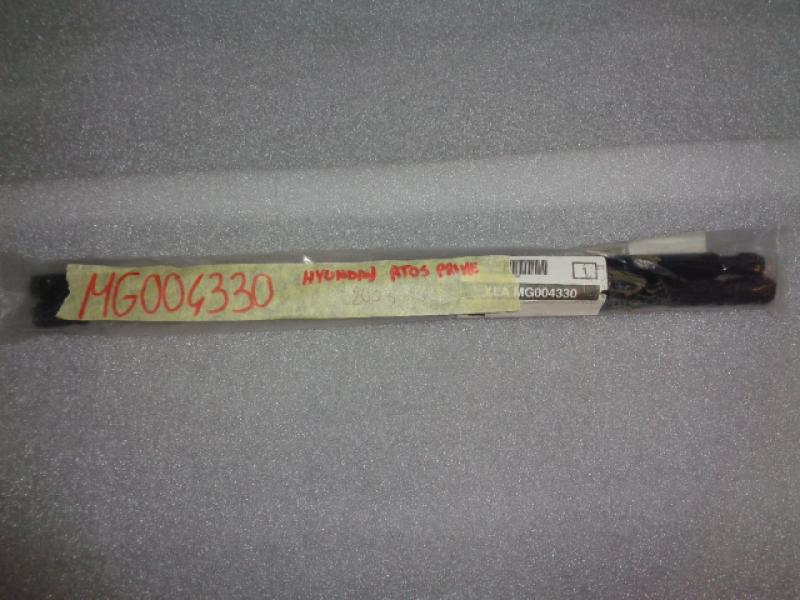 MG004330
HYUNDAI ATOS PRIME
1
XLA MG004330